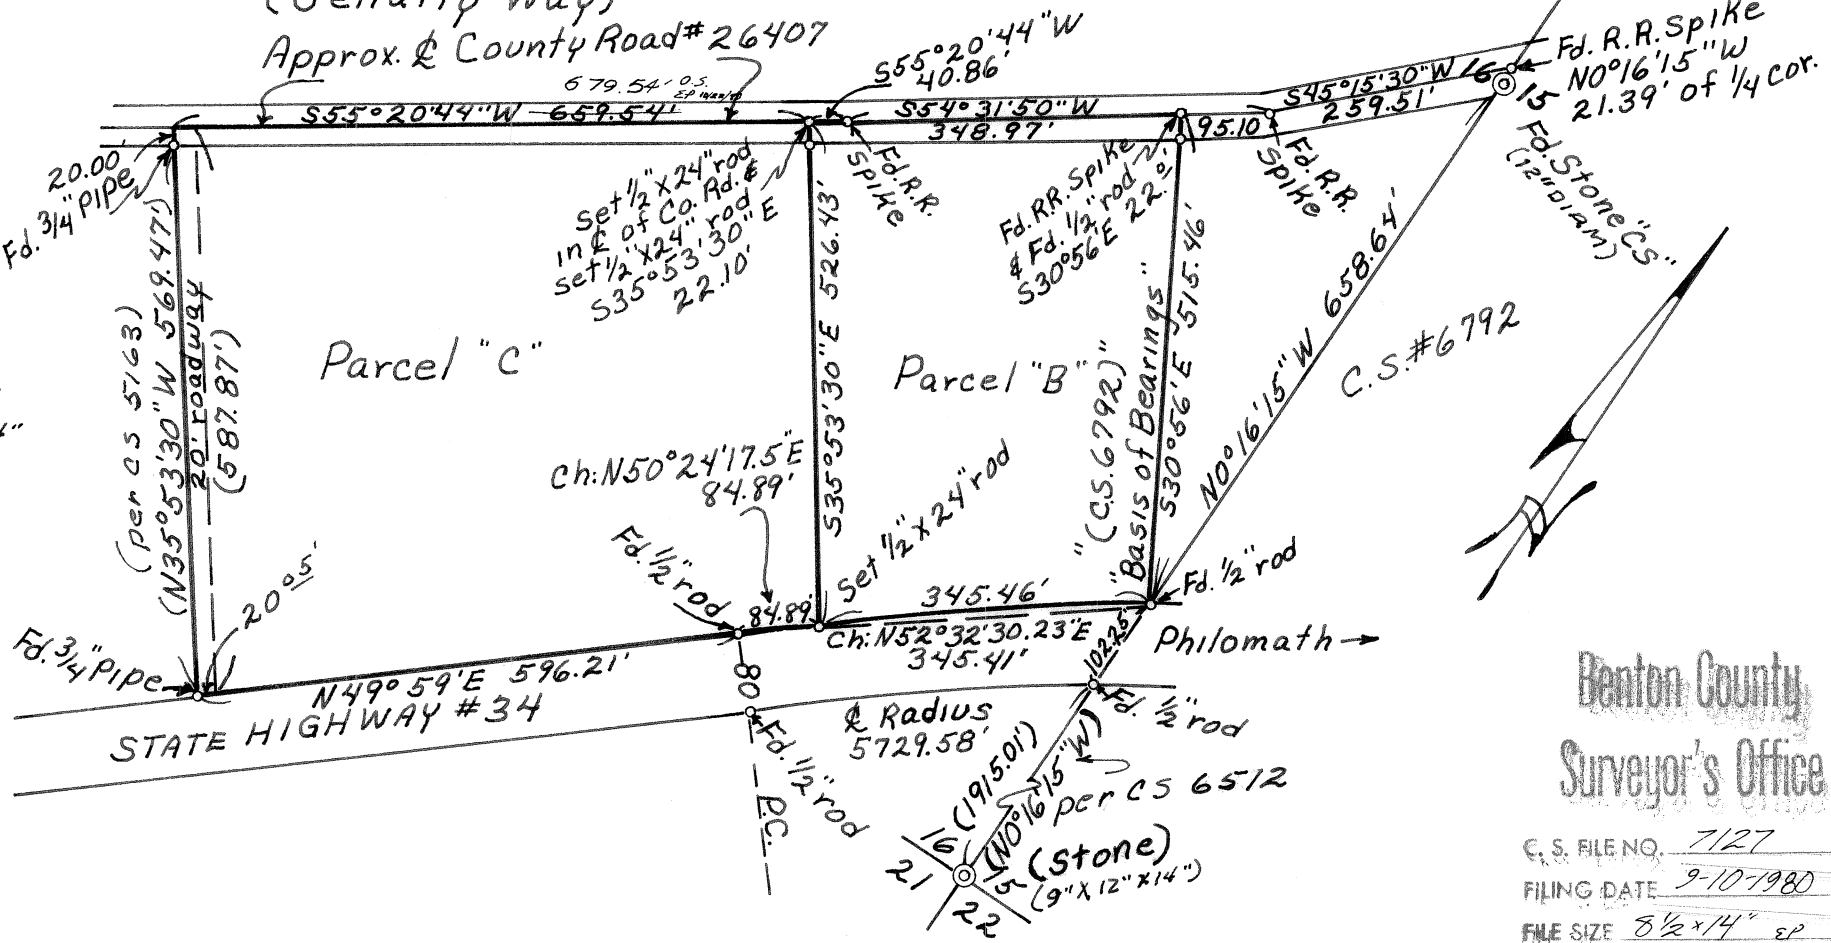 Approx. ℄ County Road # 26407
S55°20'44"W
40.86'
Fd. R.R. Spike
N0°16'15"W
21.39' of 1/4 Cor.
679.54' O.S.
S55°20'44"W 659.54'
S54°31'50"W
348.97'
95.10
S45°15'30"W
259.51'
16
15
20.00'
Fd. 3/4" Pipe
Set 1/2" x 24" rod
in ℄ of Co. Rd. &
set 1/2" x 24" rod
S35°53'30"E
22.10'
Fd. R.R.
Spike
Fd. R.R. Spike
& Fd. 1/2" rod
S30°56'E 22.01'
Fd. R.R.
Spike
Fd. Stone "CS"
(12" DIAM)
(per CS 5163)
(N35°53'30"W 569.47')
20' roadway
(587.87')
Parcel "C"
S35°53'30"E 526.43'
Parcel "B"
"(C.S. 6792)"
"Basis of Bearings"
S30°56'E 515.46'
N0°16'15"W 658.64'
C.S. #6792
Ch: N50°24'17.5"E
84.89'
Fd. 1/2" rod
Set 1/2" x 24" rod
Fd. 1/2" rod
20.05'
Fd. 3/4" Pipe
84.89'
345.46'
Ch: N52°32'30.23"E
345.41'
102.25'
Philomath →
N49°59'E 596.21'
STATE HIGHWAY #34
80'
℄ Radius
5729.58'
Fd. 1/2" rod
Fd. 1/2" rod
P.C.
(1915.01')
(N0°16'15"W)
per CS 6512
16
21
15
22
(Stone)
(9" x 12" x 14")
Benton County
Surveyor's Office
C. S. FILE NO. 7127
FILING DATE 9-10-1980
FILE SIZE 8 1/2 x 14" EP